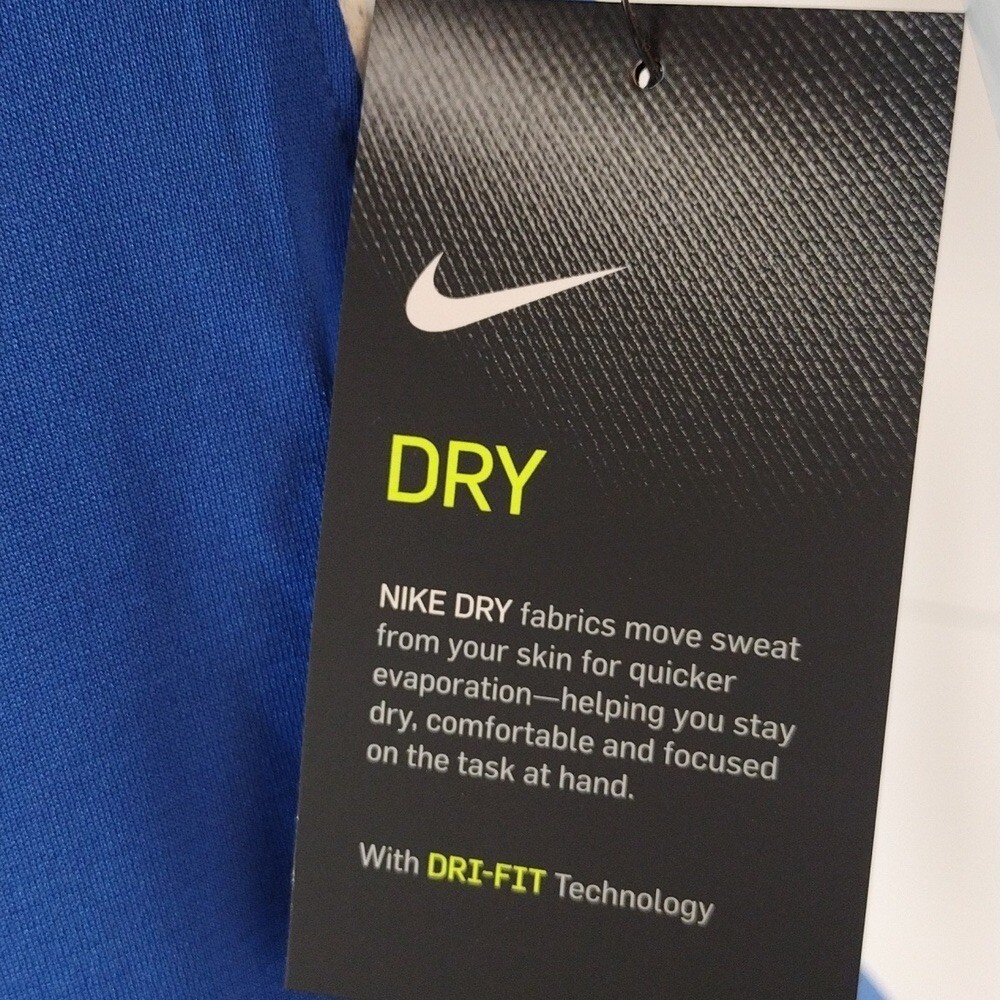 DRY
NIKE DRY fabrics move sweat
from your skin for quicker
evaporation—helping you stay
dry, comfortable and focused
on the task at hand.
With DRI-FIT Technology